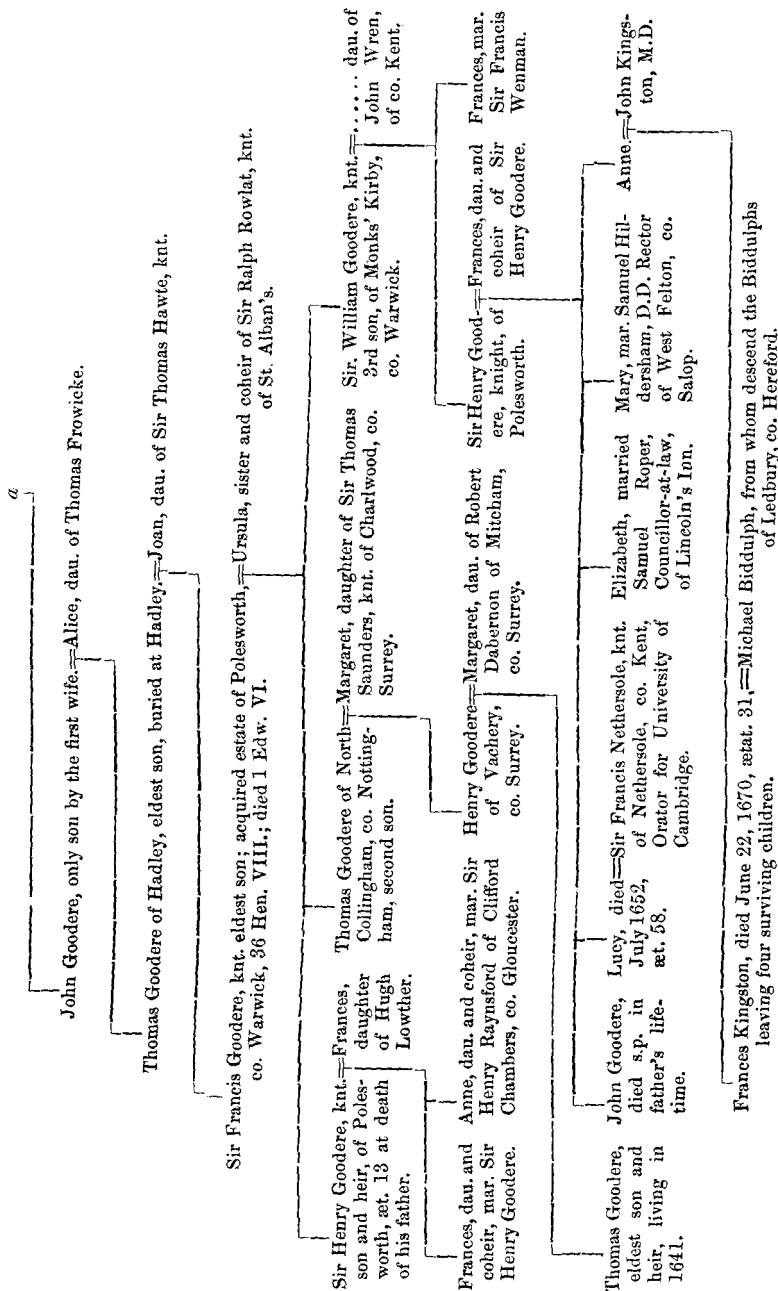 a
John Goodere, only son by the first wife.=Alice, dau. of Thomas Frowicke.
Thomas Goodere of Hadley, eldest son, buried at Hadley.=Joan, dau. of Sir Thomas Hawte, knt.
Sir Francis Goodere, knt. eldest son; acquired estate of Polesworth,=Ursula, sister and coheir of Sir Ralph Rowlat, knt.
co. Warwick, 36 Hen. VIII.; died 1 Edw. VI.
of St. Alban's.
Sir Henry Goodere, knt.=Frances,
son and heir, of Poles-
worth, æt. 13 at death
of his father.
daughter
of Hugh
Lowther.
Thomas Goodere of North=Margaret, daughter of Sir Thomas
Collingham, co. Notting-
ham, second son.
Saunders, knt. of Charlwood, co.
Surrey.
Sir. William Goodere, knt.=...... dau. of
3rd son, of Monks' Kirby,
co. Warwick.
John Wren,
of co. Kent.
Frances, dau. and
coheir, mar. Sir
Henry Goodere.
Anne, dau. and coheir, mar. Sir
Henry Raynsford of Clifford
Chambers, co. Gloucester.
Henry Goodere=Margaret, dau. of Robert
of Vachery,
co. Surrey.
Dabernon of Mitcham,
co. Surrey.
Sir Henry Good-=Frances, dau. and
ere, knight, of
Polesworth.
coheir of Sir
Henry Goodere.
Frances, mar.
Sir Francis
Wenman.
Thomas Goodere,
eldest son and
heir, living in
1641.
John Goodere,
died s.p. in
father's life-
time.
Lucy, died=Sir Francis Nethersole, knt.
July 1652,
æt. 58.
of Nethersole, co. Kent,
Orator for University of
Cambridge.
Elizabeth, married
Samuel Roper,
Councillor-at-law,
of Lincoln's Inn.
Mary, mar. Samuel Hil-
dersham, D.D. Rector
of West Felton, co.
Salop.
Anne.=John Kings-
ton, M.D.
Frances Kingston, died June 22, 1670, ætat. 31,=Michael Biddulph, from whom descend the Biddulphs
leaving four surviving children.
of Ledbury, co. Hereford.